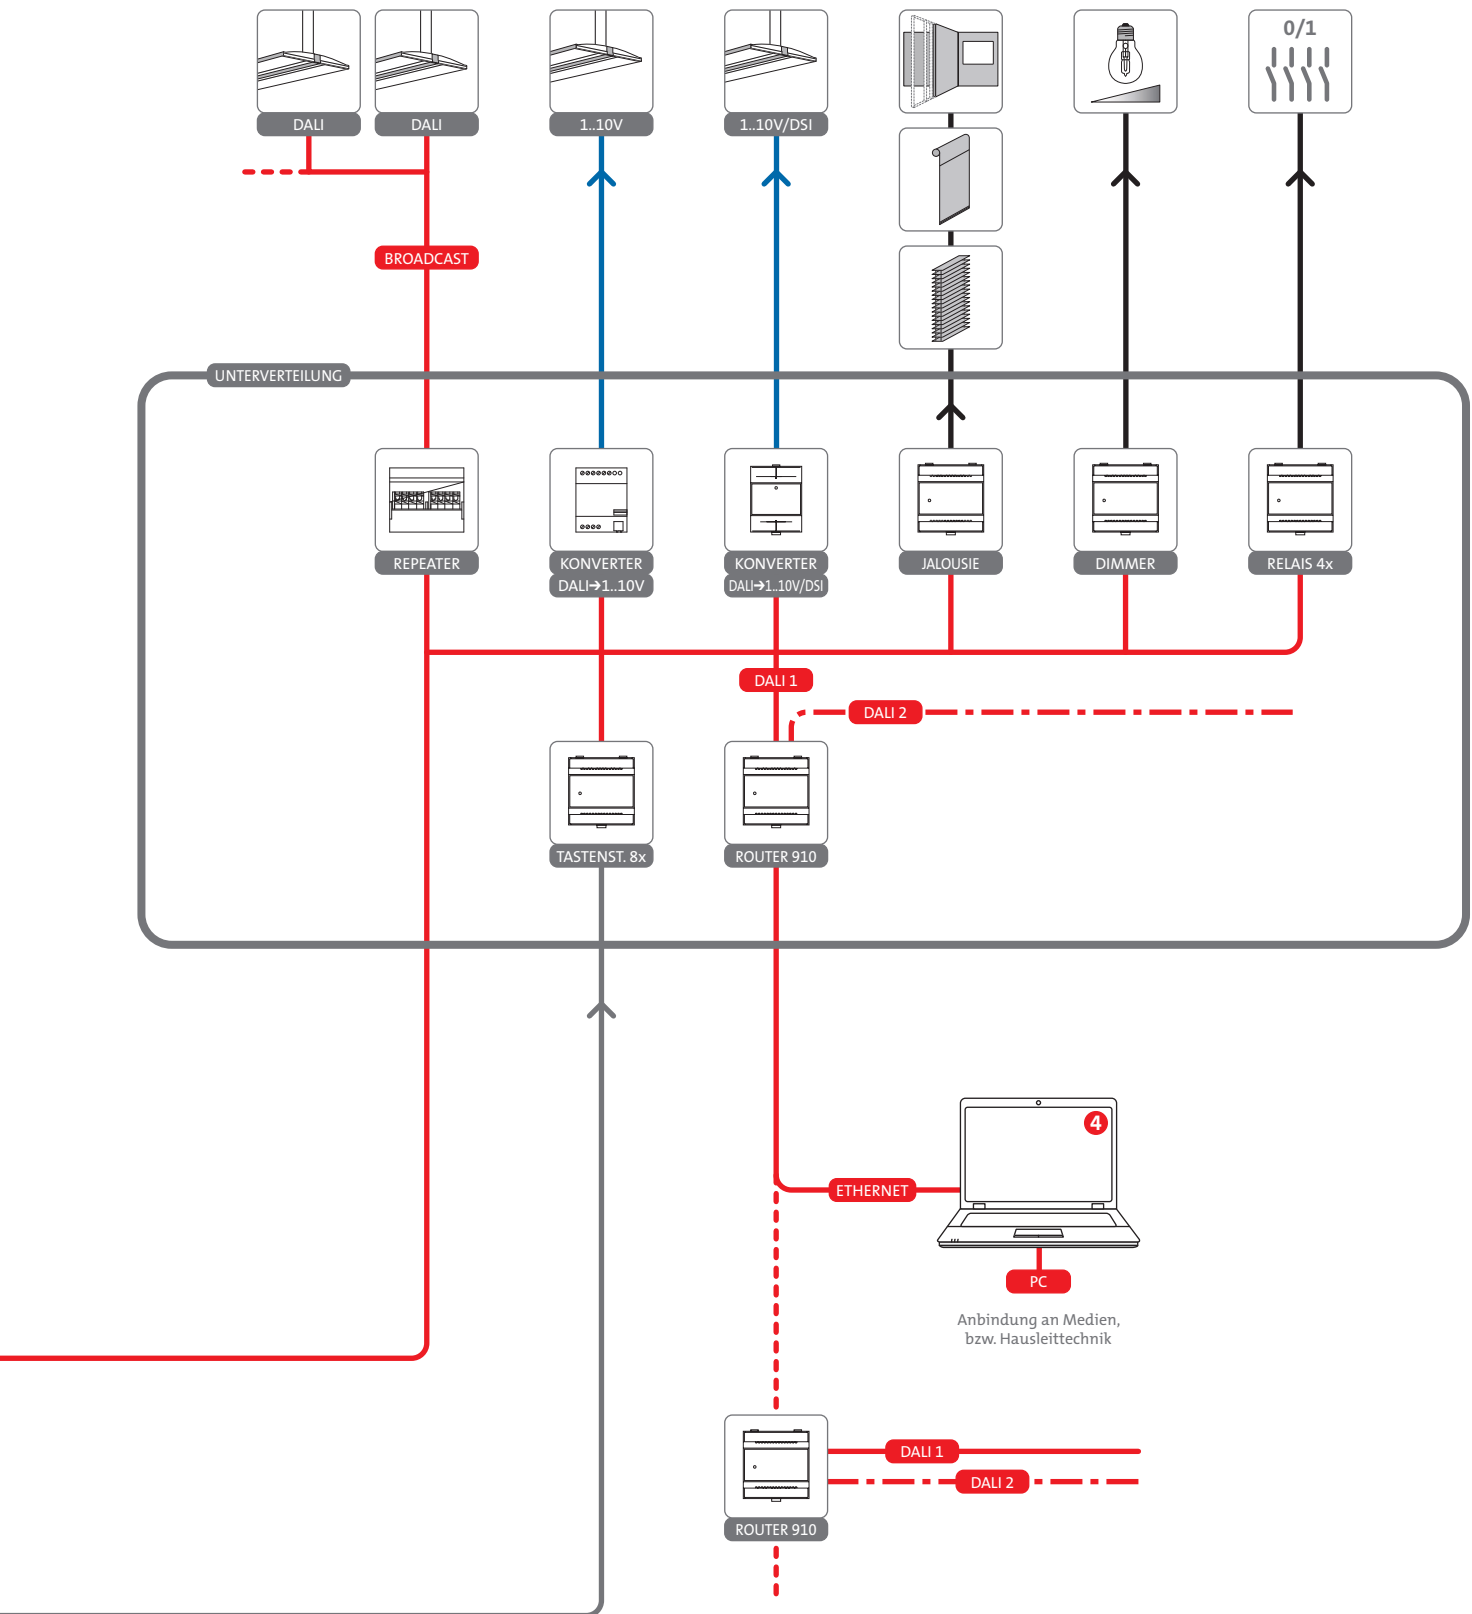 0/1
DALI
DALI
1..10V
1..10V/DSI
BROADCAST
UNTERVERTEILUNG
REPEATER
KONVERTER
DALI→1..10V
KONVERTER
DALI→1..10V/DSI
JALOUSIE
DIMMER
RELAIS 4x
DALI 1
DALI 2
TASTENST. 8x
ROUTER 910
4
ETHERNET
PC
Anbindung an Medien,
bzw. Hausleittechnik
DALI 1
DALI 2
ROUTER 910